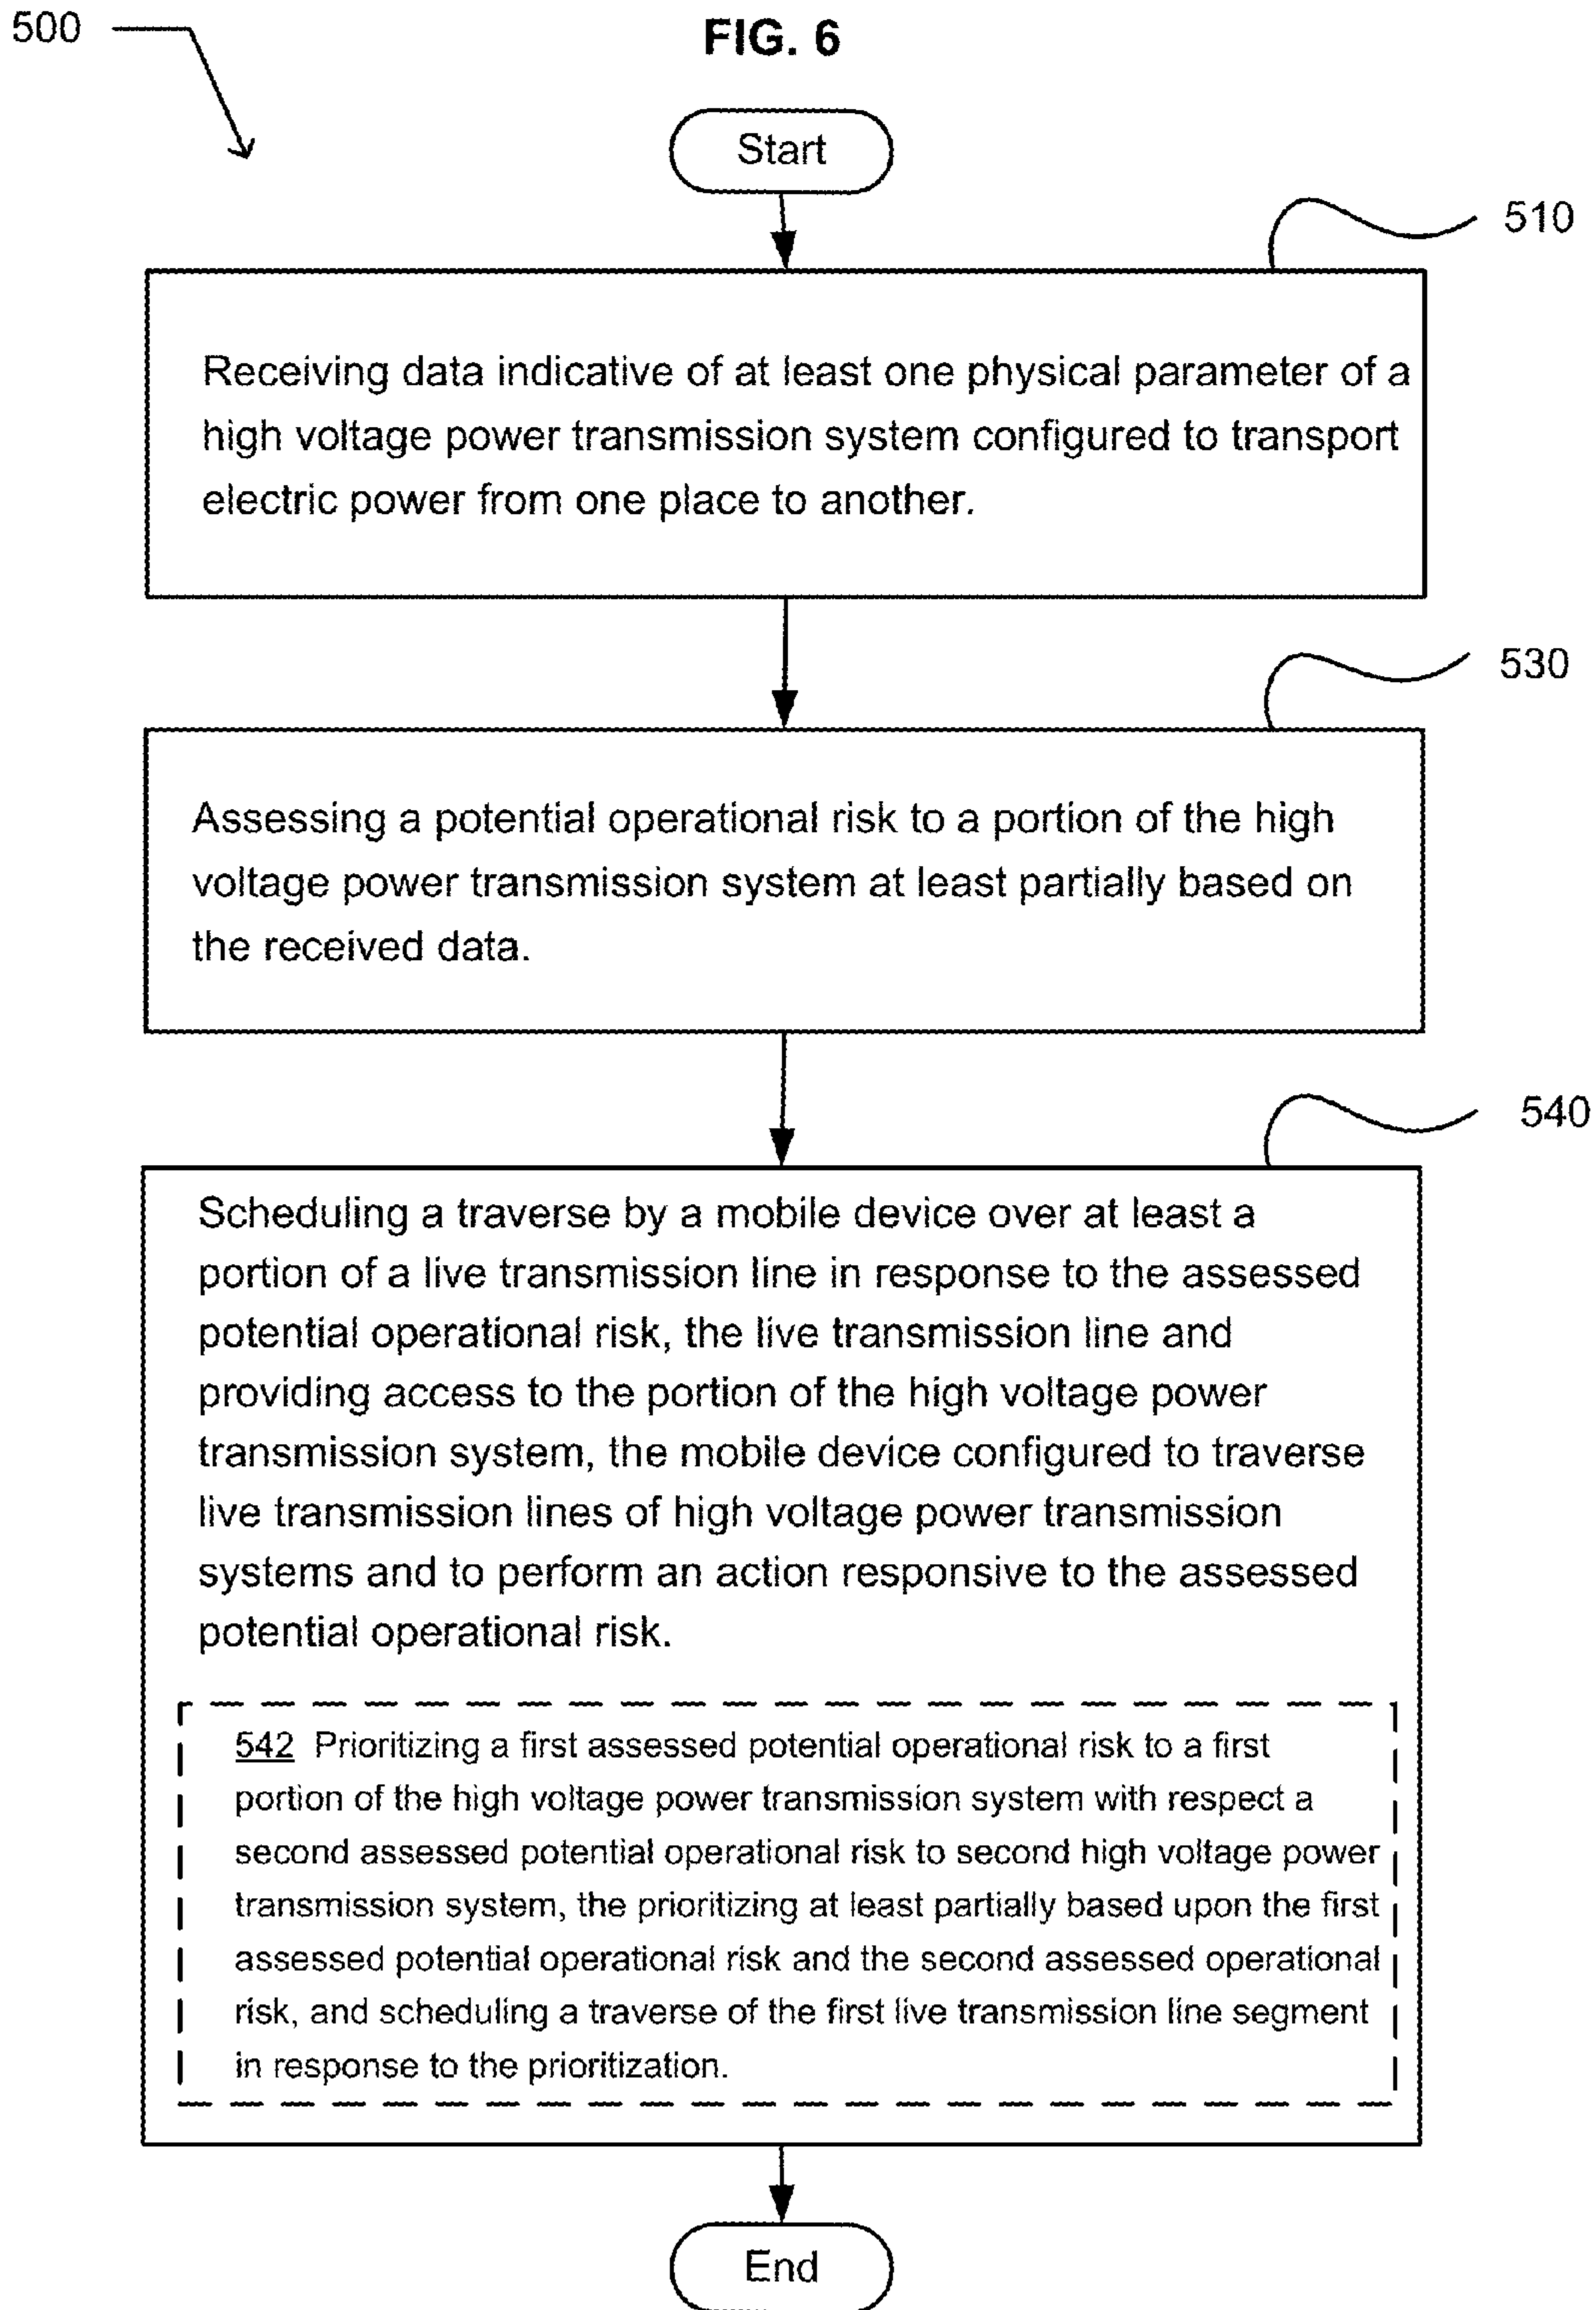 500
FIG. 6
Start
510
Receiving data indicative of at least one physical parameter of a
high voltage power transmission system configured to transport
electric power from one place to another.
530
Assessing a potential operational risk to a portion of the high
voltage power transmission system at least partially based on
the received data.
540
Scheduling a traverse by a mobile device over at least a
portion of a live transmission line in response to the assessed
potential operational risk, the live transmission line and
providing access to the portion of the high voltage power
transmission system, the mobile device configured to traverse
live transmission lines of high voltage power transmission
systems and to perform an action responsive to the assessed
potential operational risk.
542 Prioritizing a first assessed potential operational risk to a first
portion of the high voltage power transmission system with respect a
second assessed potential operational risk to second high voltage power
transmission system, the prioritizing at least partially based upon the first
assessed potential operational risk and the second assessed operational
risk, and scheduling a traverse of the first live transmission line segment
in response to the prioritization.
End